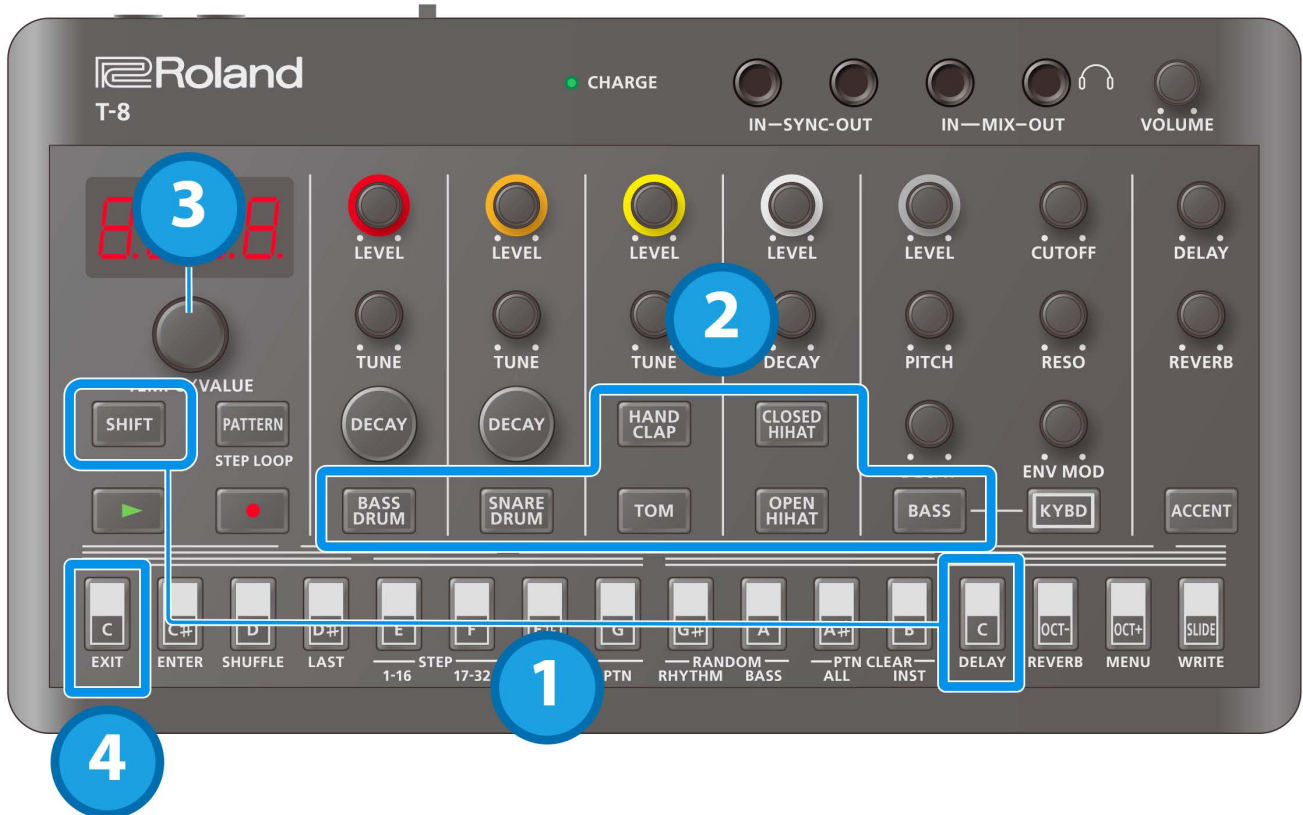 Roland
T-8
CHARGE
IN—SYNC-OUT
IN—MIX—OUT
VOLUME
3
LEVEL
LEVEL
LEVEL
LEVEL
LEVEL
CUTOFF
DELAY
2
TUNE
TUNE
TUNE
DECAY
PITCH
RESO
REVERB
/VALUE
SHIFT
PATTERN
DECAY
DECAY
HAND
CLAP
CLOSED
HIHAT
STEP LOOP
ENV MOD
BASS
DRUM
SNARE
DRUM
TOM
OPEN
HIHAT
BASS
KYBD
ACCENT
C
C#
D
D#
E
F
G
G#
A
A#
B
C
OCT-
OCT+
SLIDE
EXIT
ENTER
SHUFFLE
LAST
STEP
RANDOM
PTN CLEAR
DELAY
REVERB
MENU
WRITE
1-16
17-32
PTN
RHYTHM
BASS
ALL
INST
1
4